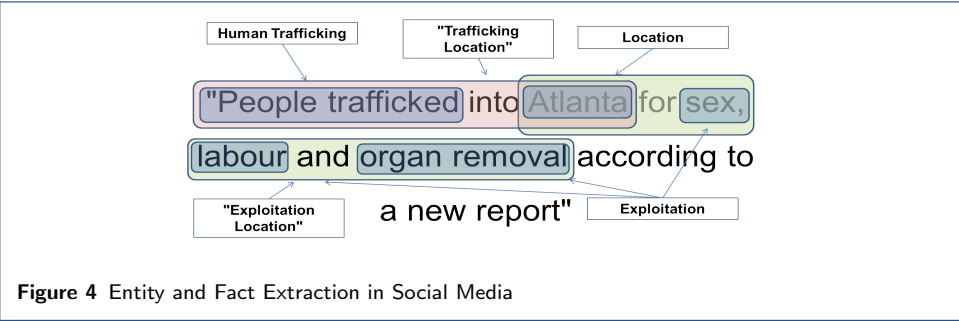 Human Trafficking
"Trafficking
Location"
Location
"People trafficked into Atlanta for sex,
labour and organ removal according to
"Exploitation
Location"
a new report"
Exploitation
Figure 4 Entity and Fact Extraction in Social Media